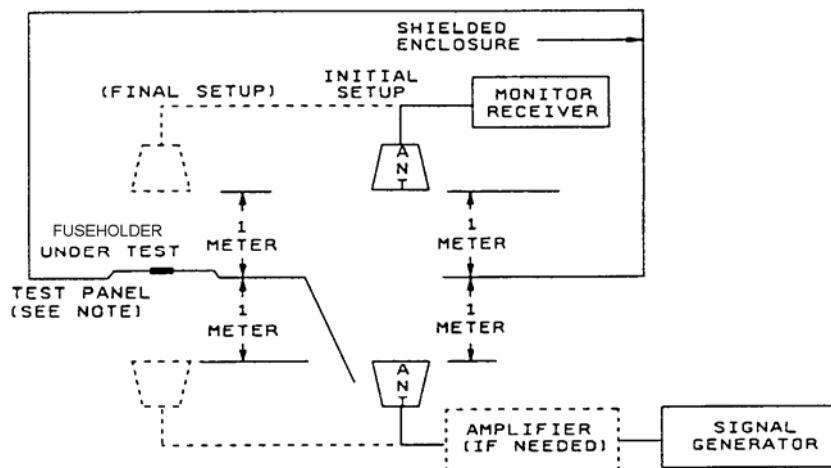 SHIELDED
ENCLOSURE
INITIAL
SETUP
(FINAL SETUP)
MONITOR
RECEIVER
ANT
1
METER
1
METER
FUSEHOLDER
UNDER TEST
TEST PANEL
(SEE NOTE)
1
METER
1
METER
ANT
AMPLIFIER
(IF NEEDED)
SIGNAL
GENERATOR